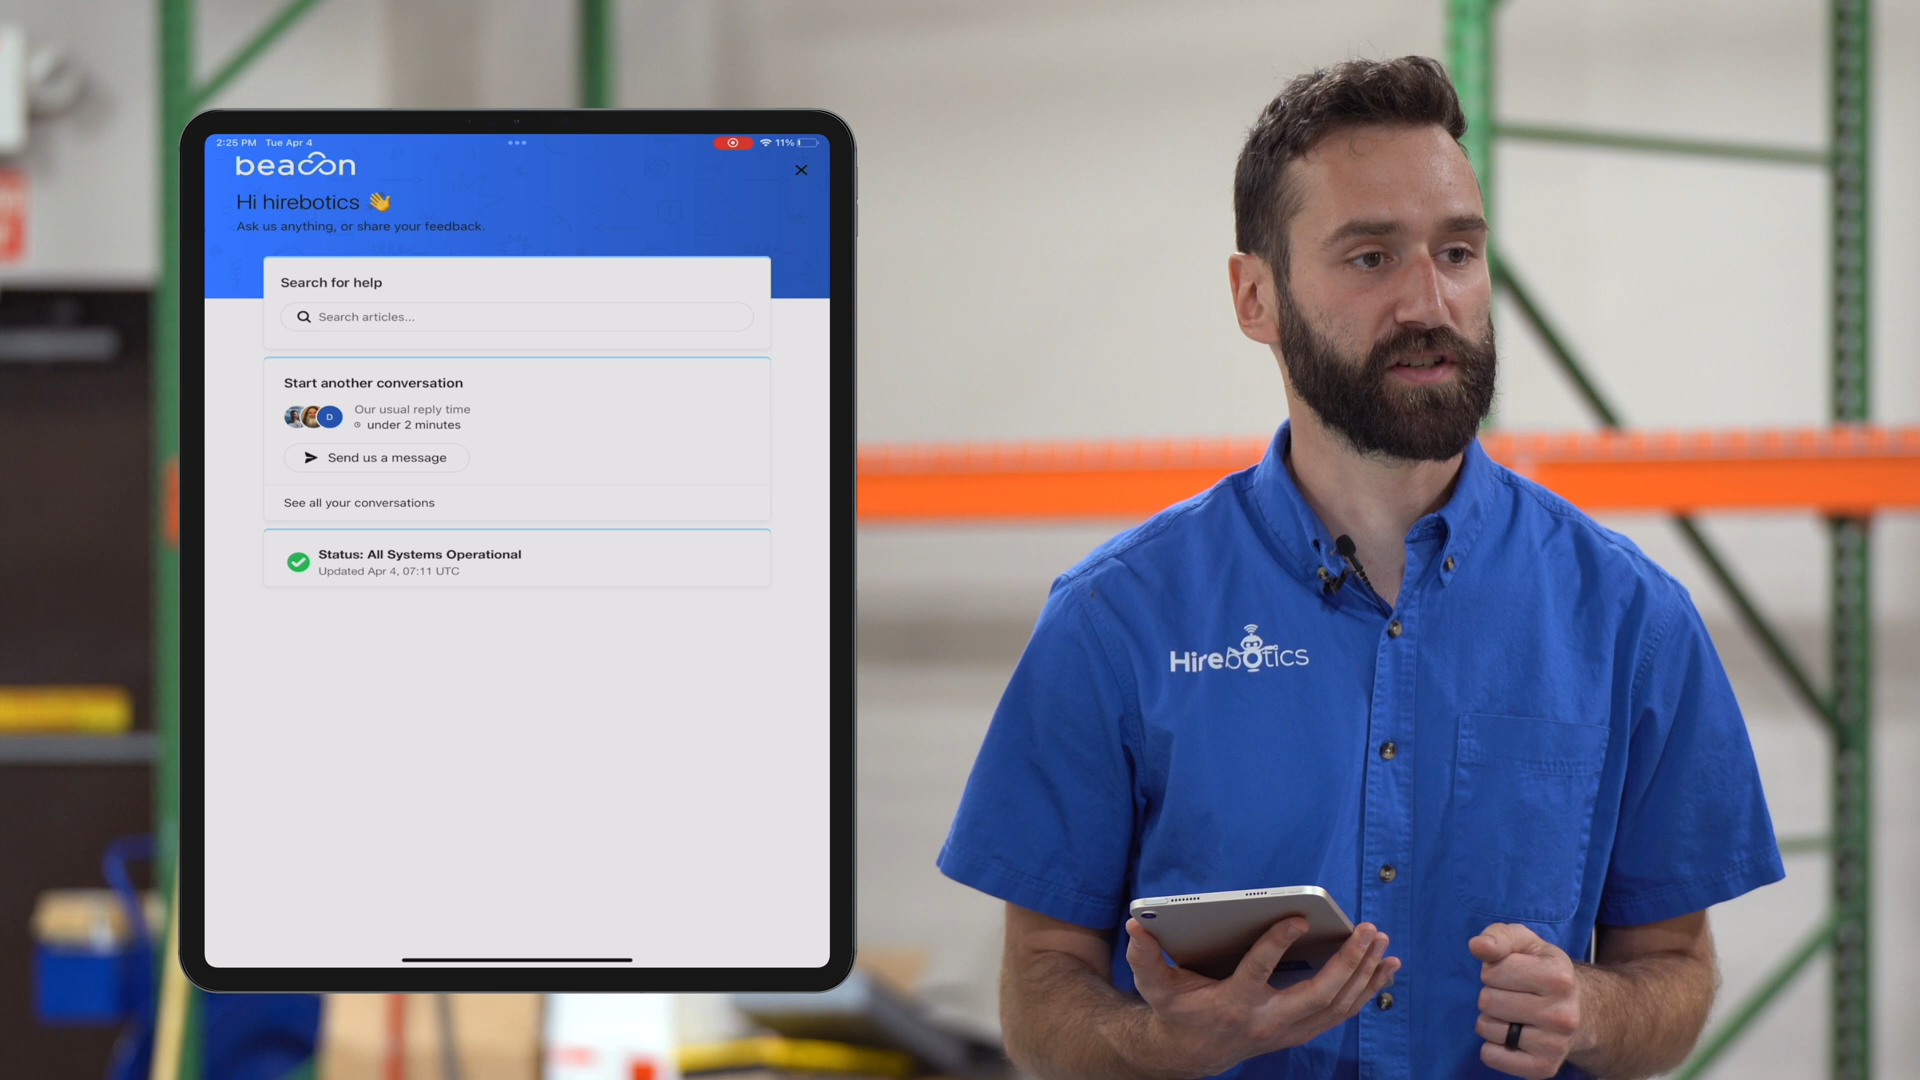 2:25 PM Tue Apr 4
11%
beacon
Hi hirebotics 👋
Ask us anything, or share your feedback.
Search for help
Search articles...
Start another conversation
D
Our usual reply time
under 2 minutes
Send us a message
See all your conversations
Status: All Systems Operational
Updated Apr 4, 07:11 UTC
Hirebotics